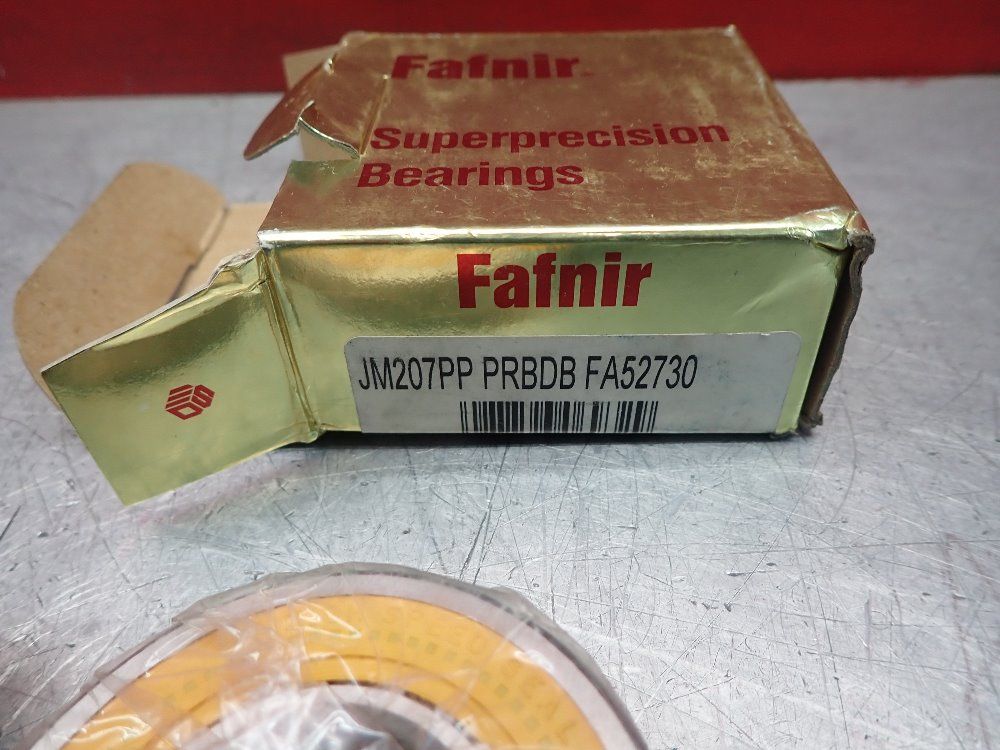 Fafnir
Superprecision
Bearings
Fafnir
JM207PP PRBDB FA52730